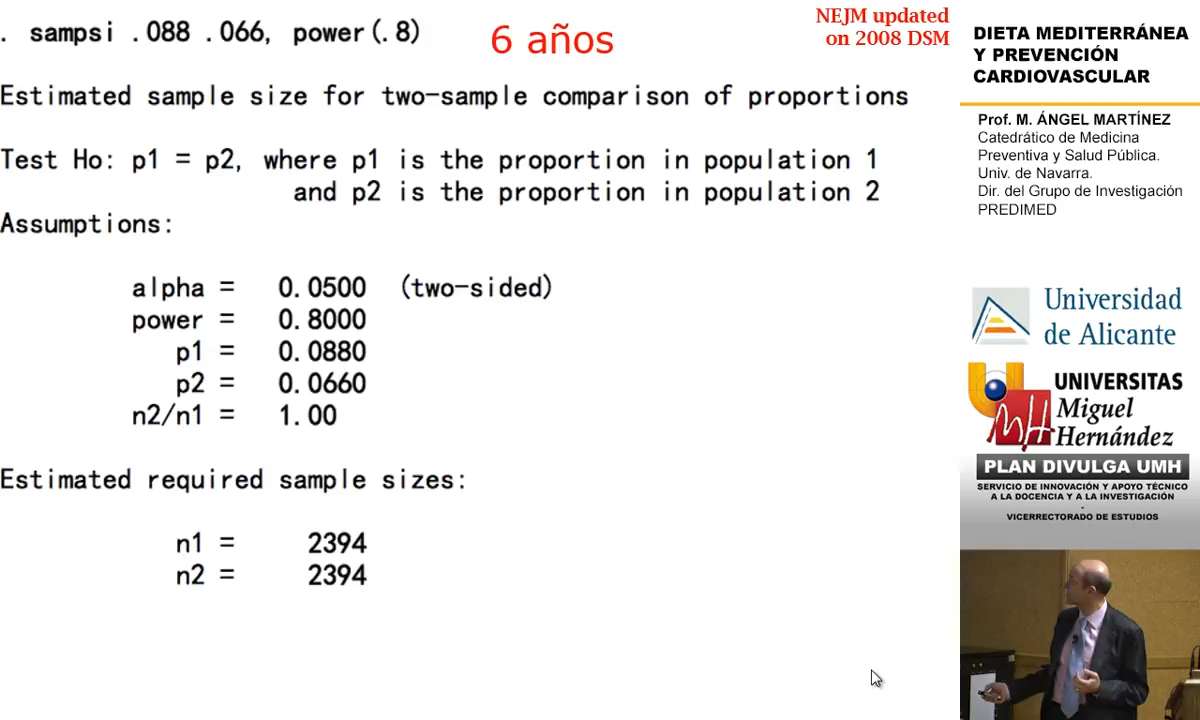 . sampsi .088 .066, power(.8)
6 años
NEJM updated
on 2008 DSM
Estimated sample size for two-sample comparison of proportions
Test Ho: p1 = p2, where p1 is the proportion in population 1
and p2 is the proportion in population 2
Assumptions:
alpha = 0.0500 (two-sided)
power = 0.8000
p1 = 0.0880
p2 = 0.0660
n2/n1 = 1.00
Estimated required sample sizes:
n1 = 2394
n2 = 2394
DIETA MEDITERRÁNEA
Y PREVENCIÓN
CARDIOVASCULAR
Prof. M. ÁNGEL MARTÍNEZ
Catedrático de Medicina
Preventiva y Salud Pública.
Univ. de Navarra.
Dir. del Grupo de Investigación
PREDIMED
Universidad
de Alicante
UNIVERSITAS
Miguel
Hernández
PLAN DIVULGA UMH
SERVICIO DE INNOVACIÓN Y APOYO TÉCNICO
A LA DOCENCIA Y A LA INVESTIGACIÓN
-
VICERRECTORADO DE ESTUDIOS